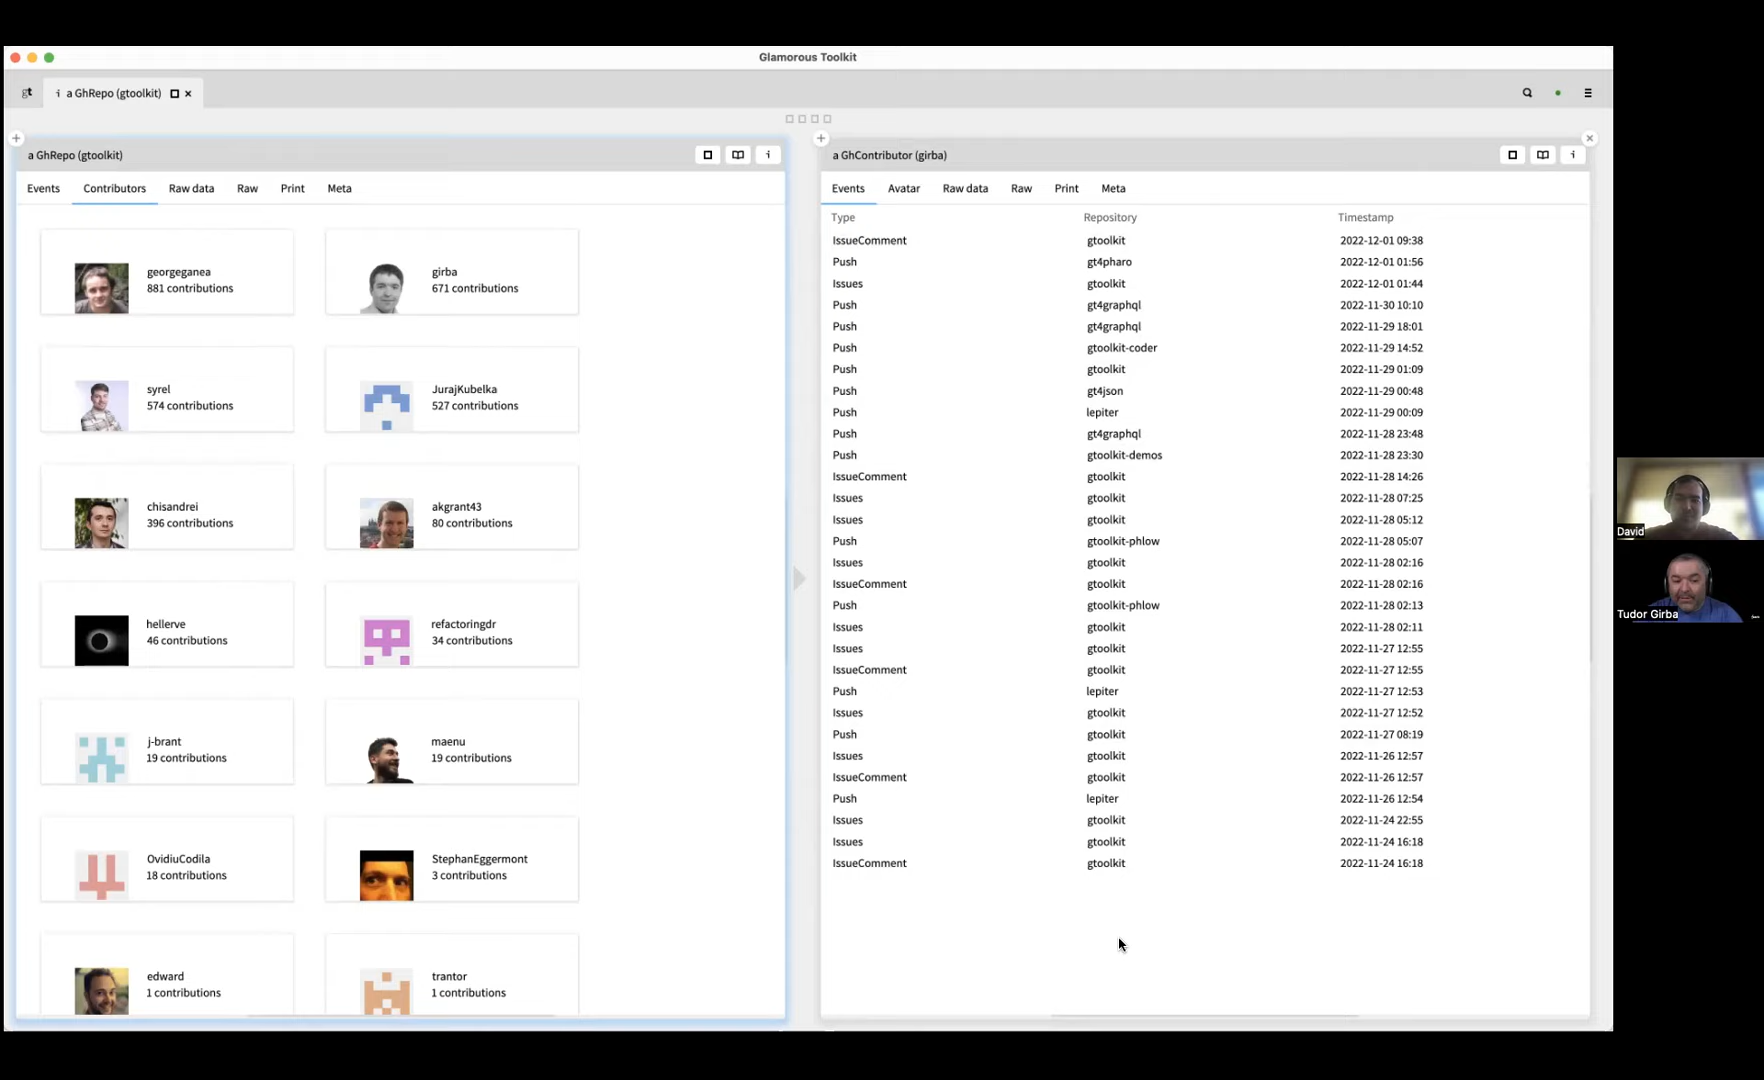 Glamorous Toolkit
gt
i a GhRepo (gtoolkit)
a GhRepo (gtoolkit)
i
Events Contributors Raw data Raw Print Meta
georgeganea
881 contributions
girba
671 contributions
syrel
574 contributions
JurajKubelka
527 contributions
chisandrei
396 contributions
akgrant43
80 contributions
hellerve
46 contributions
refactoringdr
34 contributions
j-brant
19 contributions
maenu
19 contributions
OvidiuCodila
18 contributions
StephanEggermont
3 contributions
edward
1 contributions
trantor
1 contributions
a GhContributor (girba)
i
Events Avatar Raw data Raw Print Meta
Type Repository Timestamp
IssueComment gtoolkit 2022-12-01 09:38
Push gt4pharo 2022-12-01 01:56
Issues gtoolkit 2022-12-01 01:44
Push gt4graphql 2022-11-30 10:10
Push gt4graphql 2022-11-29 18:01
Push gtoolkit-coder 2022-11-29 14:52
Push gtoolkit 2022-11-29 01:09
Push gt4json 2022-11-29 00:48
Push lepiter 2022-11-29 00:09
Push gt4graphql 2022-11-28 23:48
Push gtoolkit-demos 2022-11-28 23:30
IssueComment gtoolkit 2022-11-28 14:26
Issues gtoolkit 2022-11-28 07:25
Issues gtoolkit 2022-11-28 05:12
Push gtoolkit-phlow 2022-11-28 05:07
Issues gtoolkit 2022-11-28 02:16
IssueComment gtoolkit 2022-11-28 02:16
Push gtoolkit-phlow 2022-11-28 02:13
Issues gtoolkit 2022-11-28 02:11
Issues gtoolkit 2022-11-27 12:55
IssueComment gtoolkit 2022-11-27 12:55
Push lepiter 2022-11-27 12:53
Issues gtoolkit 2022-11-27 12:52
Push gtoolkit 2022-11-27 08:19
Issues gtoolkit 2022-11-26 12:57
IssueComment gtoolkit 2022-11-26 12:57
Push lepiter 2022-11-26 12:54
Issues gtoolkit 2022-11-24 22:55
Issues gtoolkit 2022-11-24 16:18
IssueComment gtoolkit 2022-11-24 16:18
David
Tudor Girba